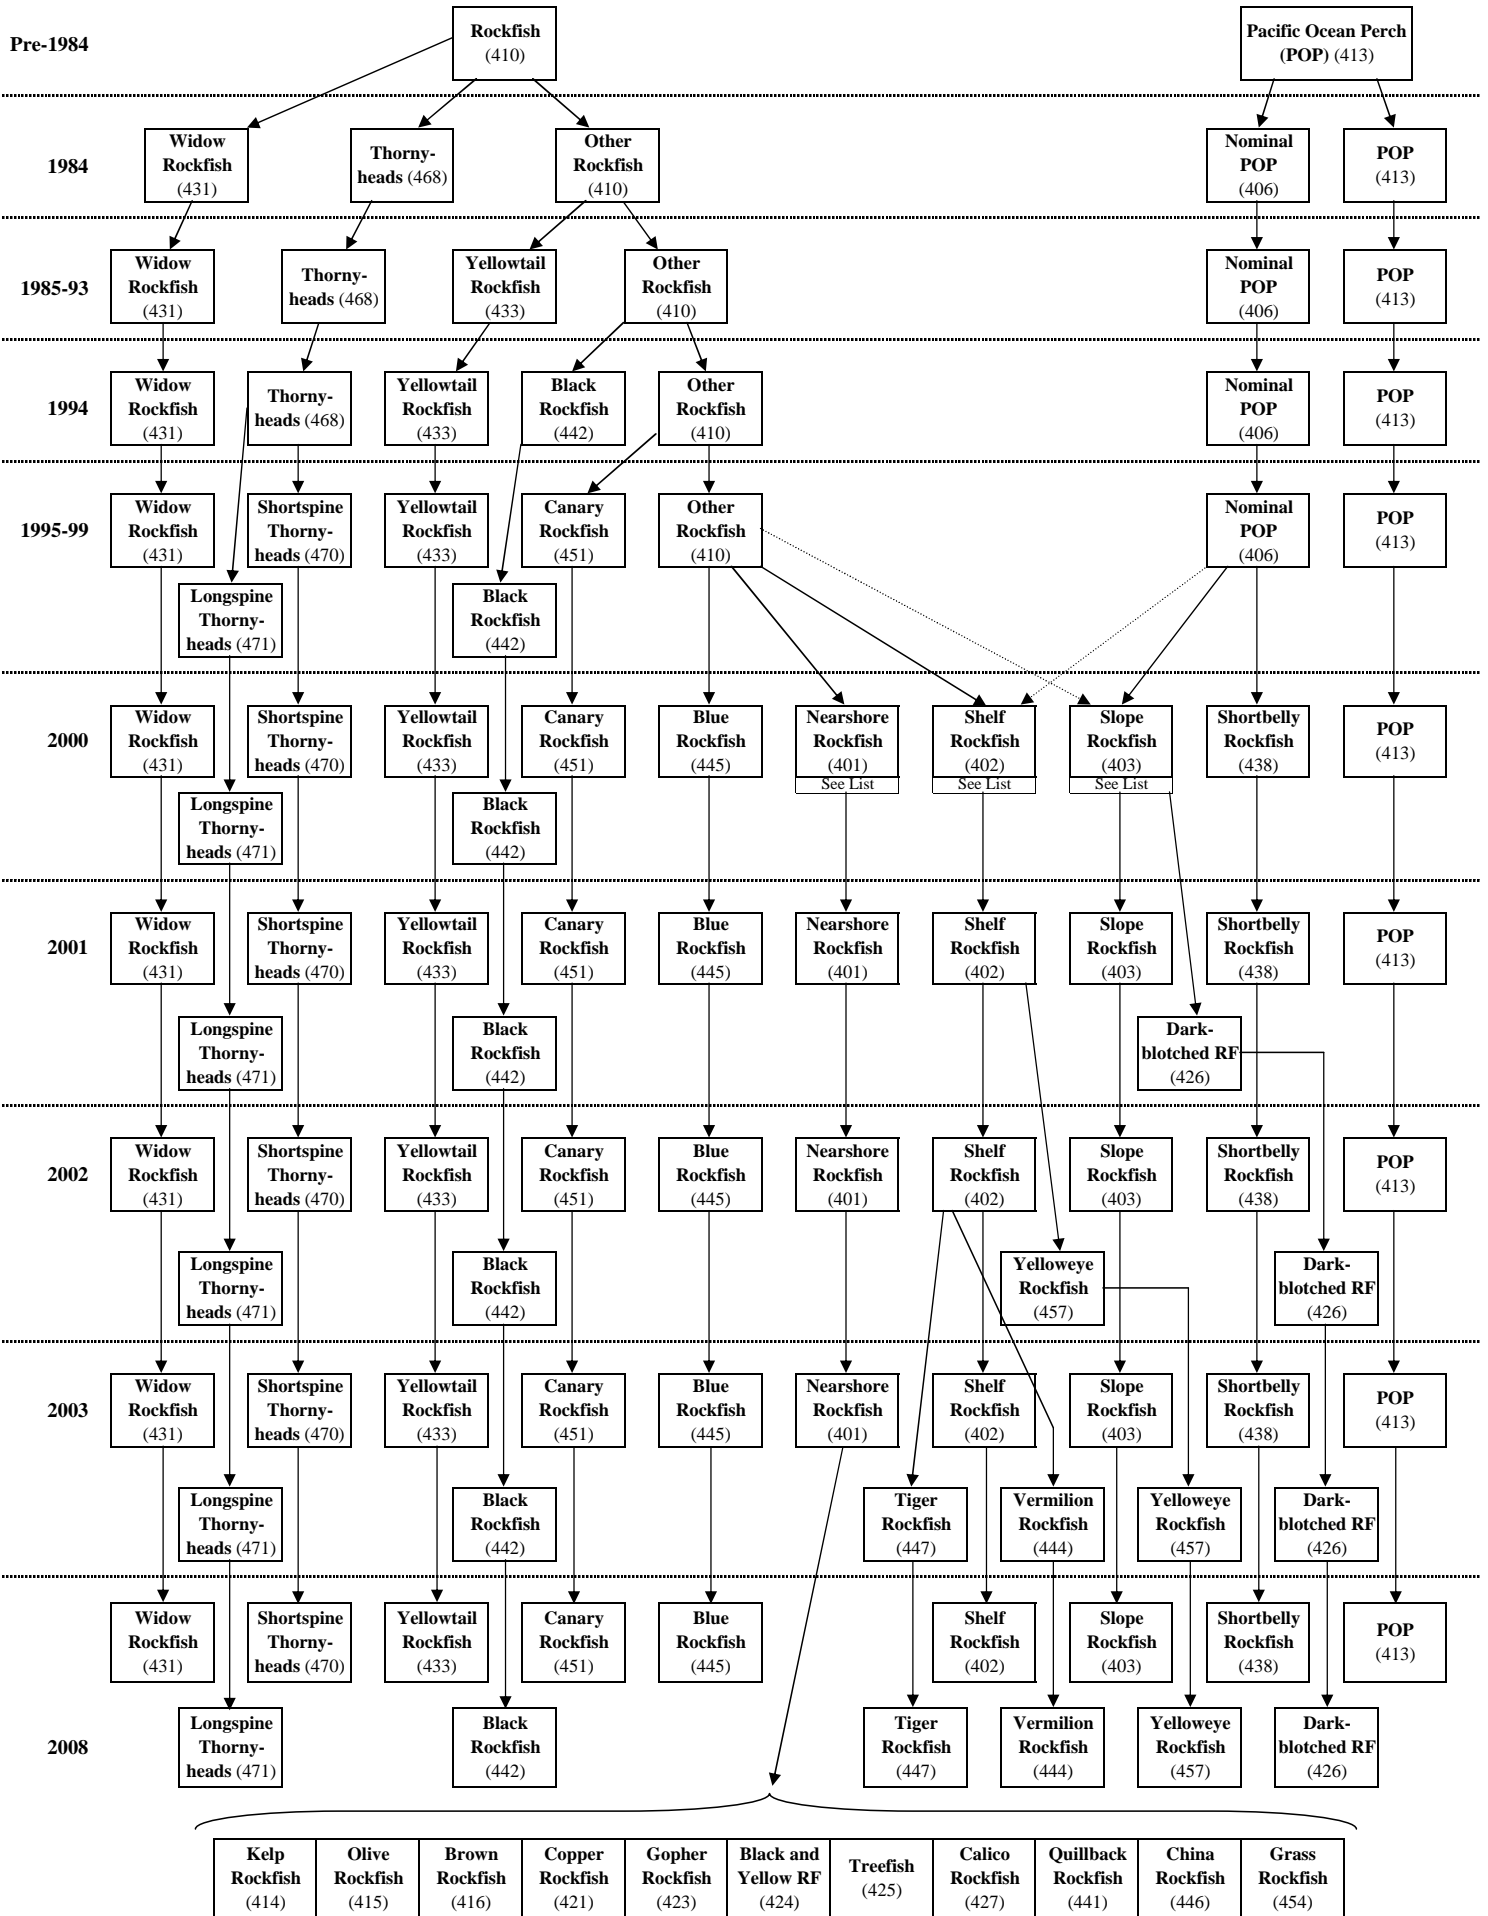 Pre-1984
Rockfish
(410)
Pacific Ocean Perch
(POP) (413)
1984
Widow
Rockfish
(431)
Thorny-
heads (468)
Other
Rockfish
(410)
Nominal
POP
(406)
POP
(413)
1985-93
Widow
Rockfish
(431)
Thorny-
heads (468)
Yellowtail
Rockfish
(433)
Other
Rockfish
(410)
Nominal
POP
(406)
POP
(413)
1994
Widow
Rockfish
(431)
Thorny-
heads (468)
Yellowtail
Rockfish
(433)
Black
Rockfish
(442)
Other
Rockfish
(410)
Nominal
POP
(406)
POP
(413)
1995-99
Widow
Rockfish
(431)
Shortspine
Thorny-
heads (470)
Yellowtail
Rockfish
(433)
Canary
Rockfish
(451)
Other
Rockfish
(410)
Nominal
POP
(406)
POP
(413)
Longspine
Thorny-
heads (471)
Black
Rockfish
(442)
2000
Widow
Rockfish
(431)
Shortspine
Thorny-
heads (470)
Yellowtail
Rockfish
(433)
Canary
Rockfish
(451)
Blue
Rockfish
(445)
Nearshore
Rockfish
(401)
See List
Shelf
Rockfish
(402)
See List
Slope
Rockfish
(403)
See List
Shortbelly
Rockfish
(438)
POP
(413)
Longspine
Thorny-
heads (471)
Black
Rockfish
(442)
2001
Widow
Rockfish
(431)
Shortspine
Thorny-
heads (470)
Yellowtail
Rockfish
(433)
Canary
Rockfish
(451)
Blue
Rockfish
(445)
Nearshore
Rockfish
(401)
Shelf
Rockfish
(402)
Slope
Rockfish
(403)
Shortbelly
Rockfish
(438)
POP
(413)
Longspine
Thorny-
heads (471)
Black
Rockfish
(442)
Dark-
blotched RF
(426)
2002
Widow
Rockfish
(431)
Shortspine
Thorny-
heads (470)
Yellowtail
Rockfish
(433)
Canary
Rockfish
(451)
Blue
Rockfish
(445)
Nearshore
Rockfish
(401)
Shelf
Rockfish
(402)
Slope
Rockfish
(403)
Shortbelly
Rockfish
(438)
POP
(413)
Longspine
Thorny-
heads (471)
Black
Rockfish
(442)
Yelloweye
Rockfish
(457)
Dark-
blotched RF
(426)
2003
Widow
Rockfish
(431)
Shortspine
Thorny-
heads (470)
Yellowtail
Rockfish
(433)
Canary
Rockfish
(451)
Blue
Rockfish
(445)
Nearshore
Rockfish
(401)
Shelf
Rockfish
(402)
Slope
Rockfish
(403)
Shortbelly
Rockfish
(438)
POP
(413)
Longspine
Thorny-
heads (471)
Black
Rockfish
(442)
Tiger
Rockfish
(447)
Vermilion
Rockfish
(444)
Yelloweye
Rockfish
(457)
Dark-
blotched RF
(426)
2008
Widow
Rockfish
(431)
Shortspine
Thorny-
heads (470)
Yellowtail
Rockfish
(433)
Canary
Rockfish
(451)
Blue
Rockfish
(445)
Shelf
Rockfish
(402)
Slope
Rockfish
(403)
Shortbelly
Rockfish
(438)
POP
(413)
Longspine
Thorny-
heads (471)
Black
Rockfish
(442)
Tiger
Rockfish
(447)
Vermilion
Rockfish
(444)
Yelloweye
Rockfish
(457)
Dark-
blotched RF
(426)
Kelp
Rockfish
(414)
Olive
Rockfish
(415)
Brown
Rockfish
(416)
Copper
Rockfish
(421)
Gopher
Rockfish
(423)
Black and
Yellow RF
(424)
Treefish
(425)
Calico
Rockfish
(427)
Quillback
Rockfish
(441)
China
Rockfish
(446)
Grass
Rockfish
(454)